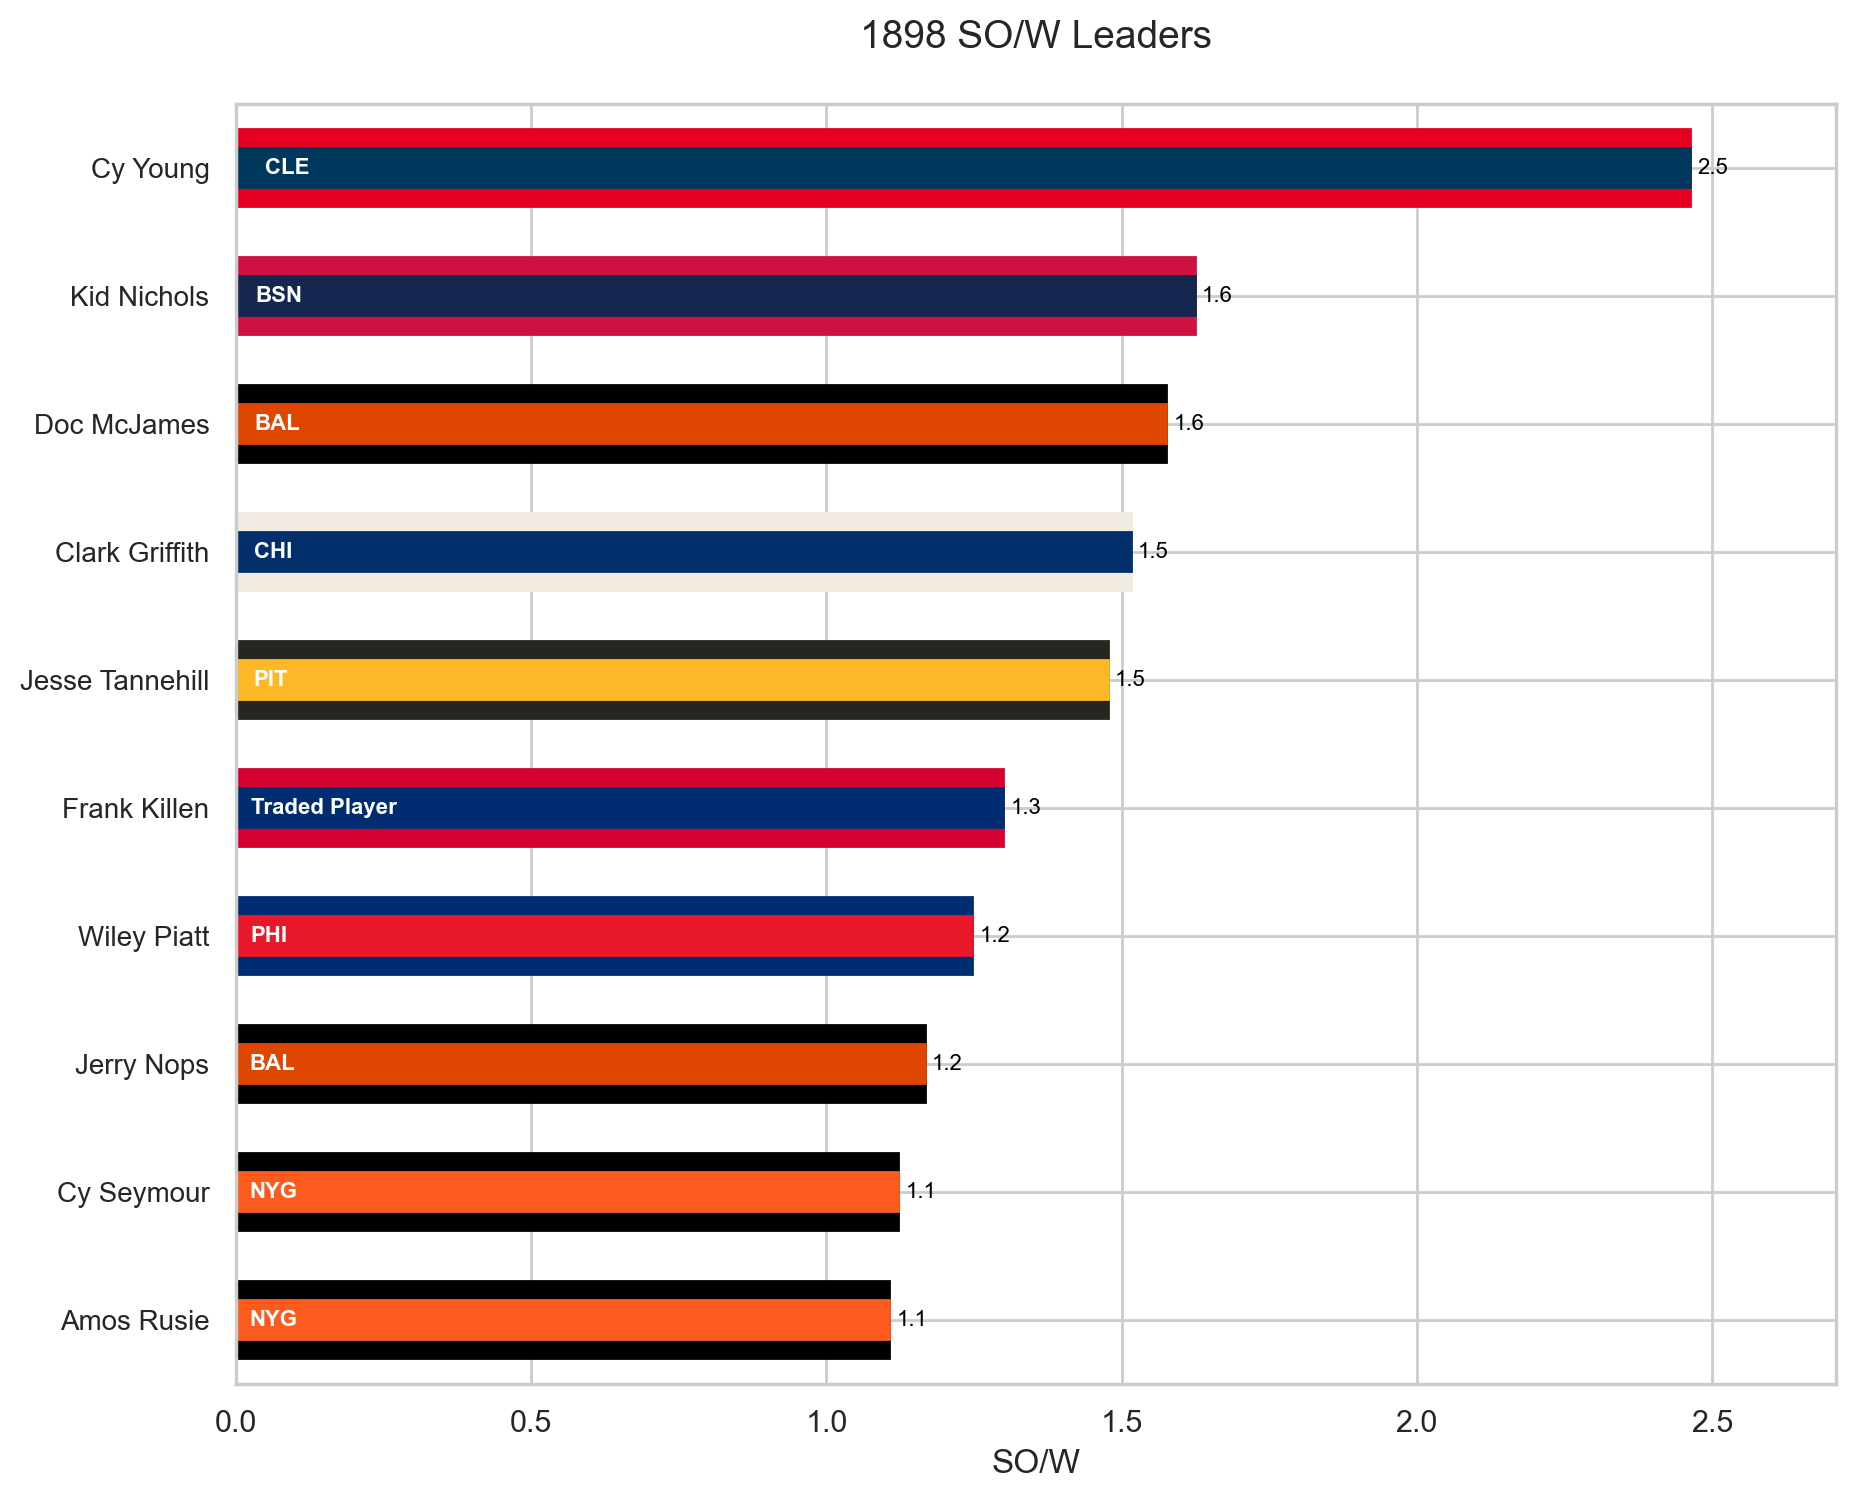 1898 SO/W Leaders
Cy Young CLE 2.5
Kid Nichols BSN 1.6
Doc McJames BAL 1.6
Clark Griffith CHI 1.5
Jesse Tannehill PIT 1.5
Frank Killen Traded Player 1.3
Wiley Piatt PHI 1.2
Jerry Nops BAL 1.2
Cy Seymour NYG 1.1
Amos Rusie NYG 1.1
0.0 0.5 1.0 1.5 2.0 2.5
SO/W